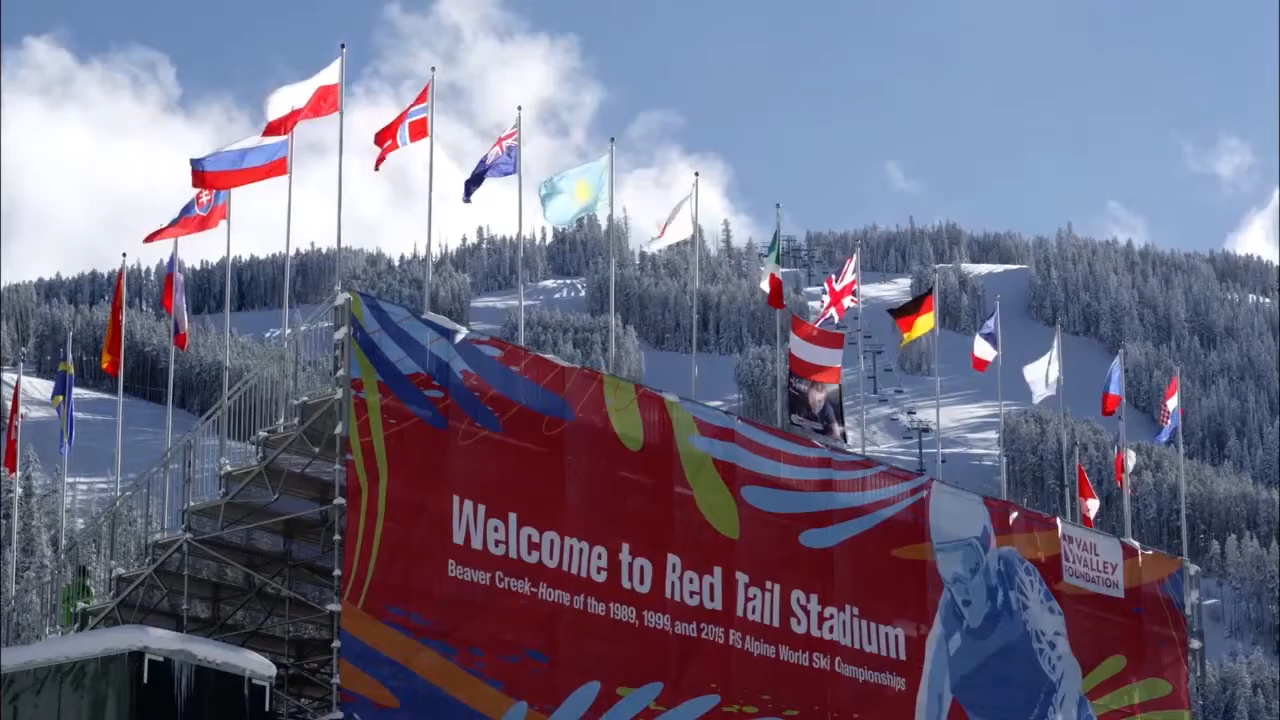 Welcome to Red Tail Stadium
Beaver Creek-Home of the 1989, 1999, and 2015 FIS Alpine World Ski Championships
VAIL
VALLEY
FOUNDATION